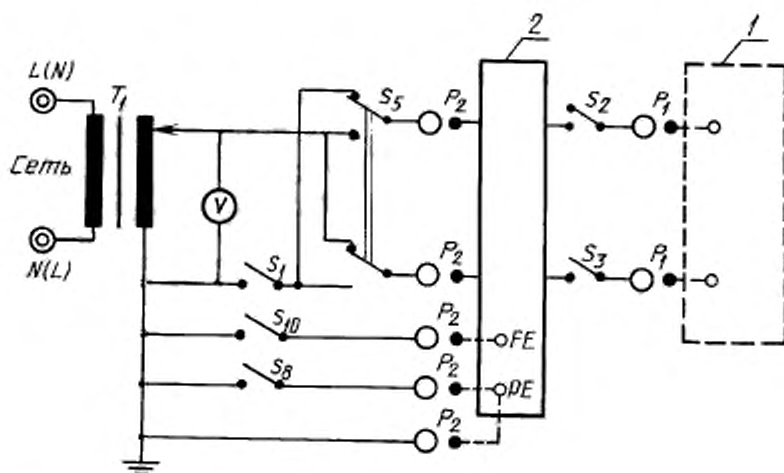 2
1
L(N)
T₁
S₅
P₂
S₂
P₁
Сеть
V
N(L)
S₁
P₂
S₃
P₁
S₁₀
P₂
FE
S₈
P₂
PE
P₂